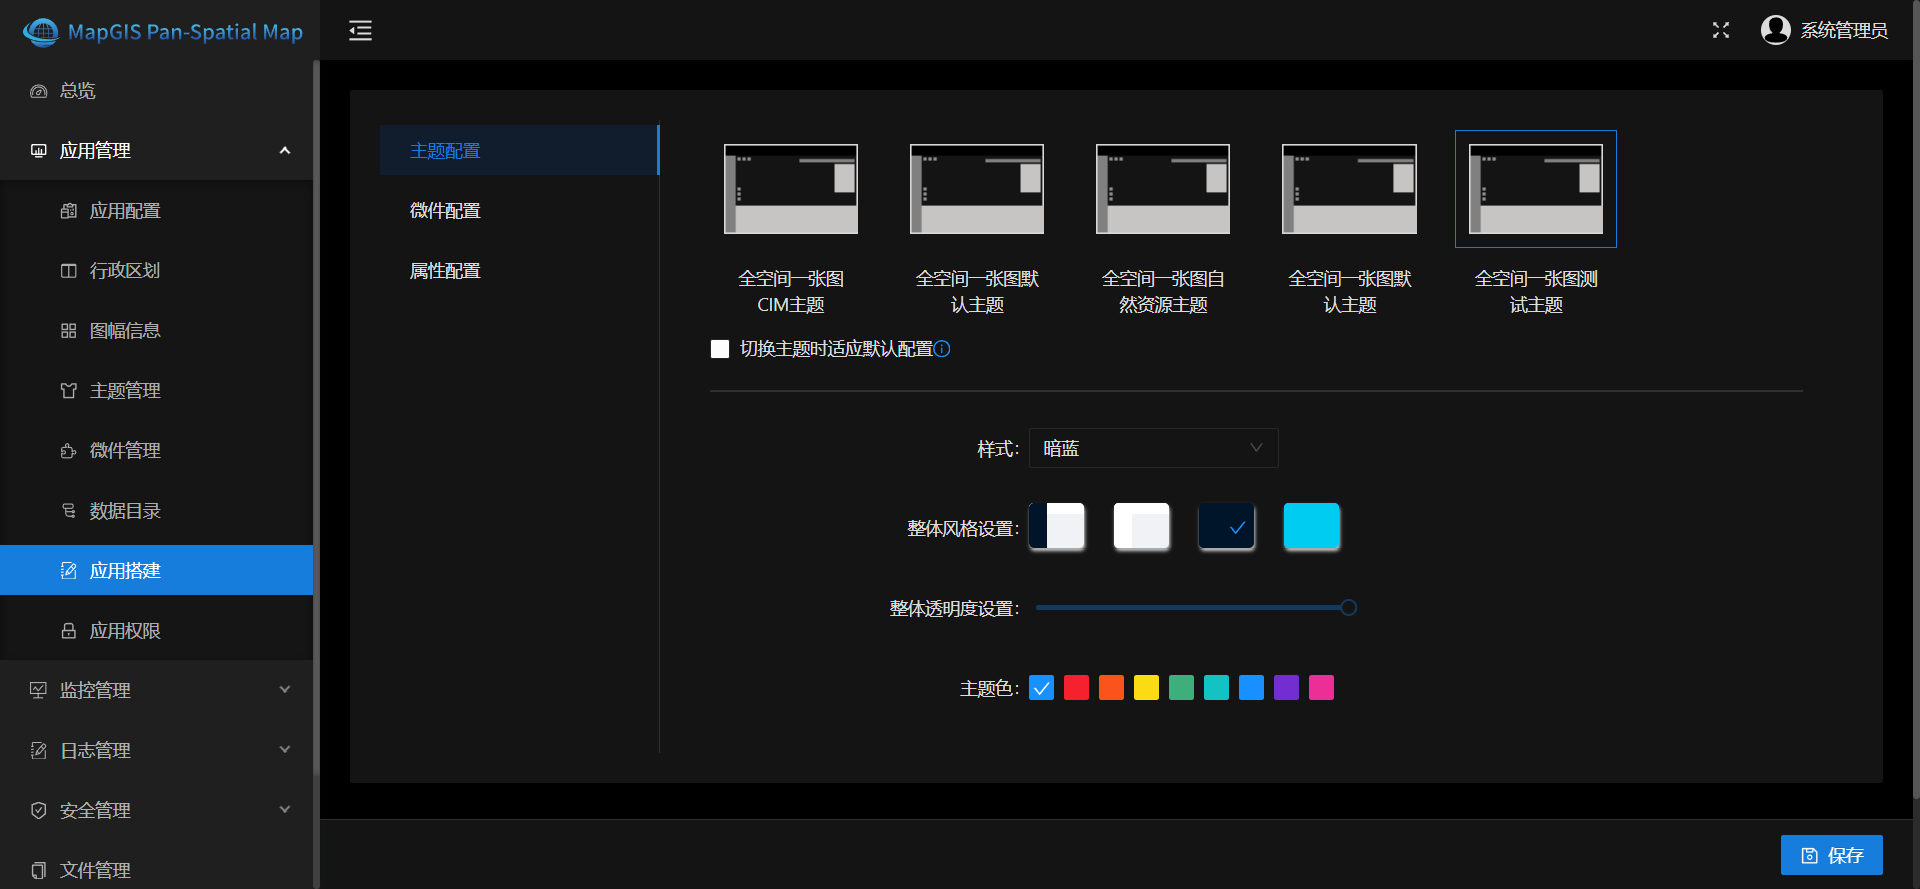 MapGIS Pan-Spatial Map
系统管理员
总览
应用管理
应用配置
行政区划
图幅信息
主题管理
微件管理
数据目录
应用搭建
应用权限
监控管理
日志管理
安全管理
文件管理
主题配置
微件配置
属性配置
全空间一张图
CIM主题
全空间一张图默
认主题
全空间一张图自
然资源主题
全空间一张图默
认主题
全空间一张图测
试主题
切换主题时适应默认配置
样式:
暗蓝
整体风格设置:
整体透明度设置:
主题色:
保存